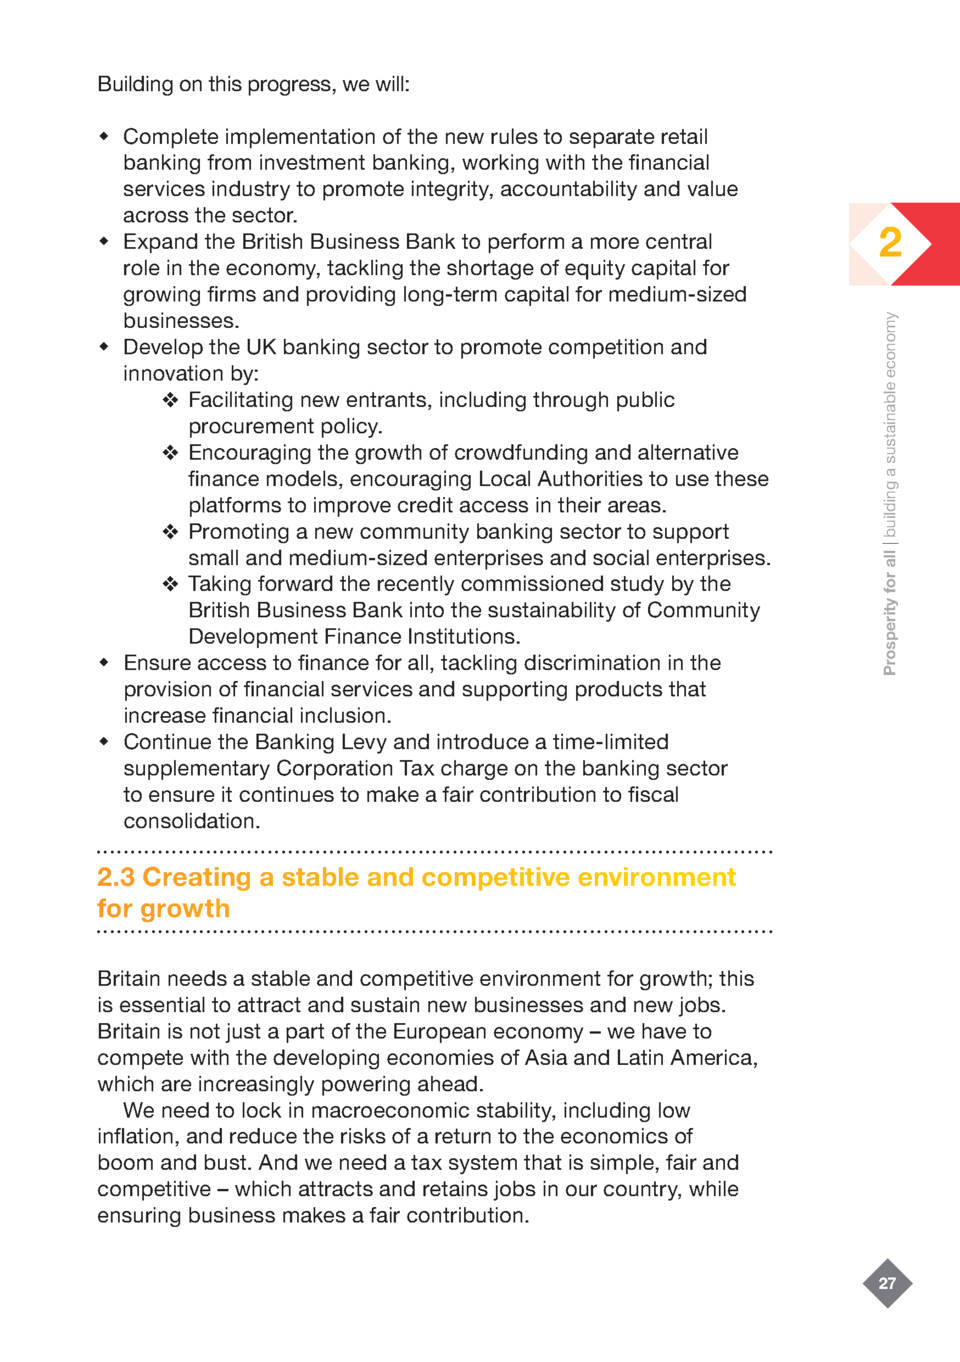 Building on this progress, we will:
◆ Complete implementation of the new rules to separate retail
banking from investment banking, working with the financial
services industry to promote integrity, accountability and value
across the sector.
◆ Expand the British Business Bank to perform a more central
role in the economy, tackling the shortage of equity capital for
growing firms and providing long-term capital for medium-sized
businesses.
◆ Develop the UK banking sector to promote competition and
innovation by:
❖ Facilitating new entrants, including through public
procurement policy.
❖ Encouraging the growth of crowdfunding and alternative
finance models, encouraging Local Authorities to use these
platforms to improve credit access in their areas.
❖ Promoting a new community banking sector to support
small and medium-sized enterprises and social enterprises.
❖ Taking forward the recently commissioned study by the
British Business Bank into the sustainability of Community
Development Finance Institutions.
◆ Ensure access to finance for all, tackling discrimination in the
provision of financial services and supporting products that
increase financial inclusion.
◆ Continue the Banking Levy and introduce a time-limited
supplementary Corporation Tax charge on the banking sector
to ensure it continues to make a fair contribution to fiscal
consolidation.
2.3 Creating a stable and competitive environment
for growth
Britain needs a stable and competitive environment for growth; this
is essential to attract and sustain new businesses and new jobs.
Britain is not just a part of the European economy – we have to
compete with the developing economies of Asia and Latin America,
which are increasingly powering ahead.
We need to lock in macroeconomic stability, including low
inflation, and reduce the risks of a return to the economics of
boom and bust. And we need a tax system that is simple, fair and
competitive – which attracts and retains jobs in our country, while
ensuring business makes a fair contribution.
2
Prosperity for all | building a sustainable economy
27